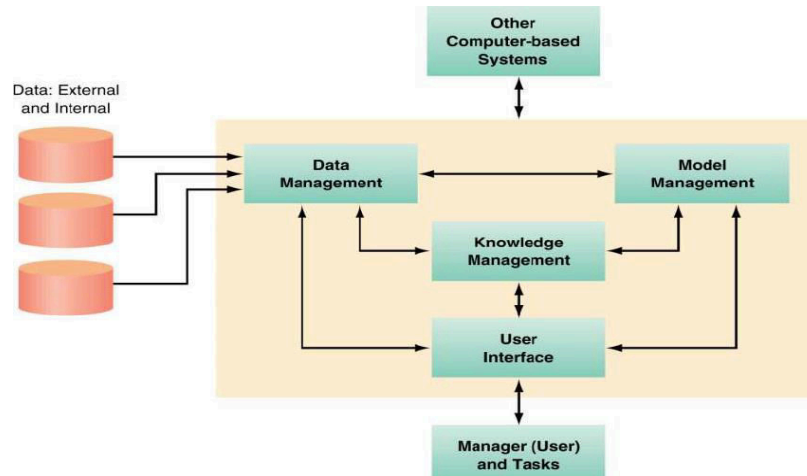 Other
Computer-based
Systems
Data: External
and Internal
Data
Management
Model
Management
Knowledge
Management
User
Interface
Manager (User)
and Tasks